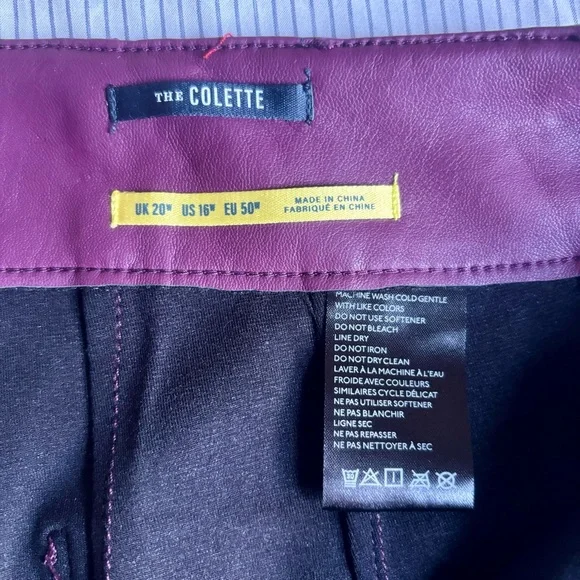 THE COLETTE
UK 20W US 16W EU 50W
MADE IN CHINA
FABRIQUÉ EN CHINE
MACHINE WASH COLD GENTLE
WITH LIKE COLORS
DO NOT USE SOFTENER
DO NOT BLEACH
LINE DRY
DO NOT IRON
DO NOT DRY CLEAN
LAVER À LA MACHINE À L'EAU
FROIDE AVEC COULEURS
SIMILAIRES CYCLE DÉLICAT
NE PAS UTILISER SOFTENER
NE PAS BLANCHIR
LIGNE SEC
NE PAS REPASSER
NE PAS NETTOYER À SEC